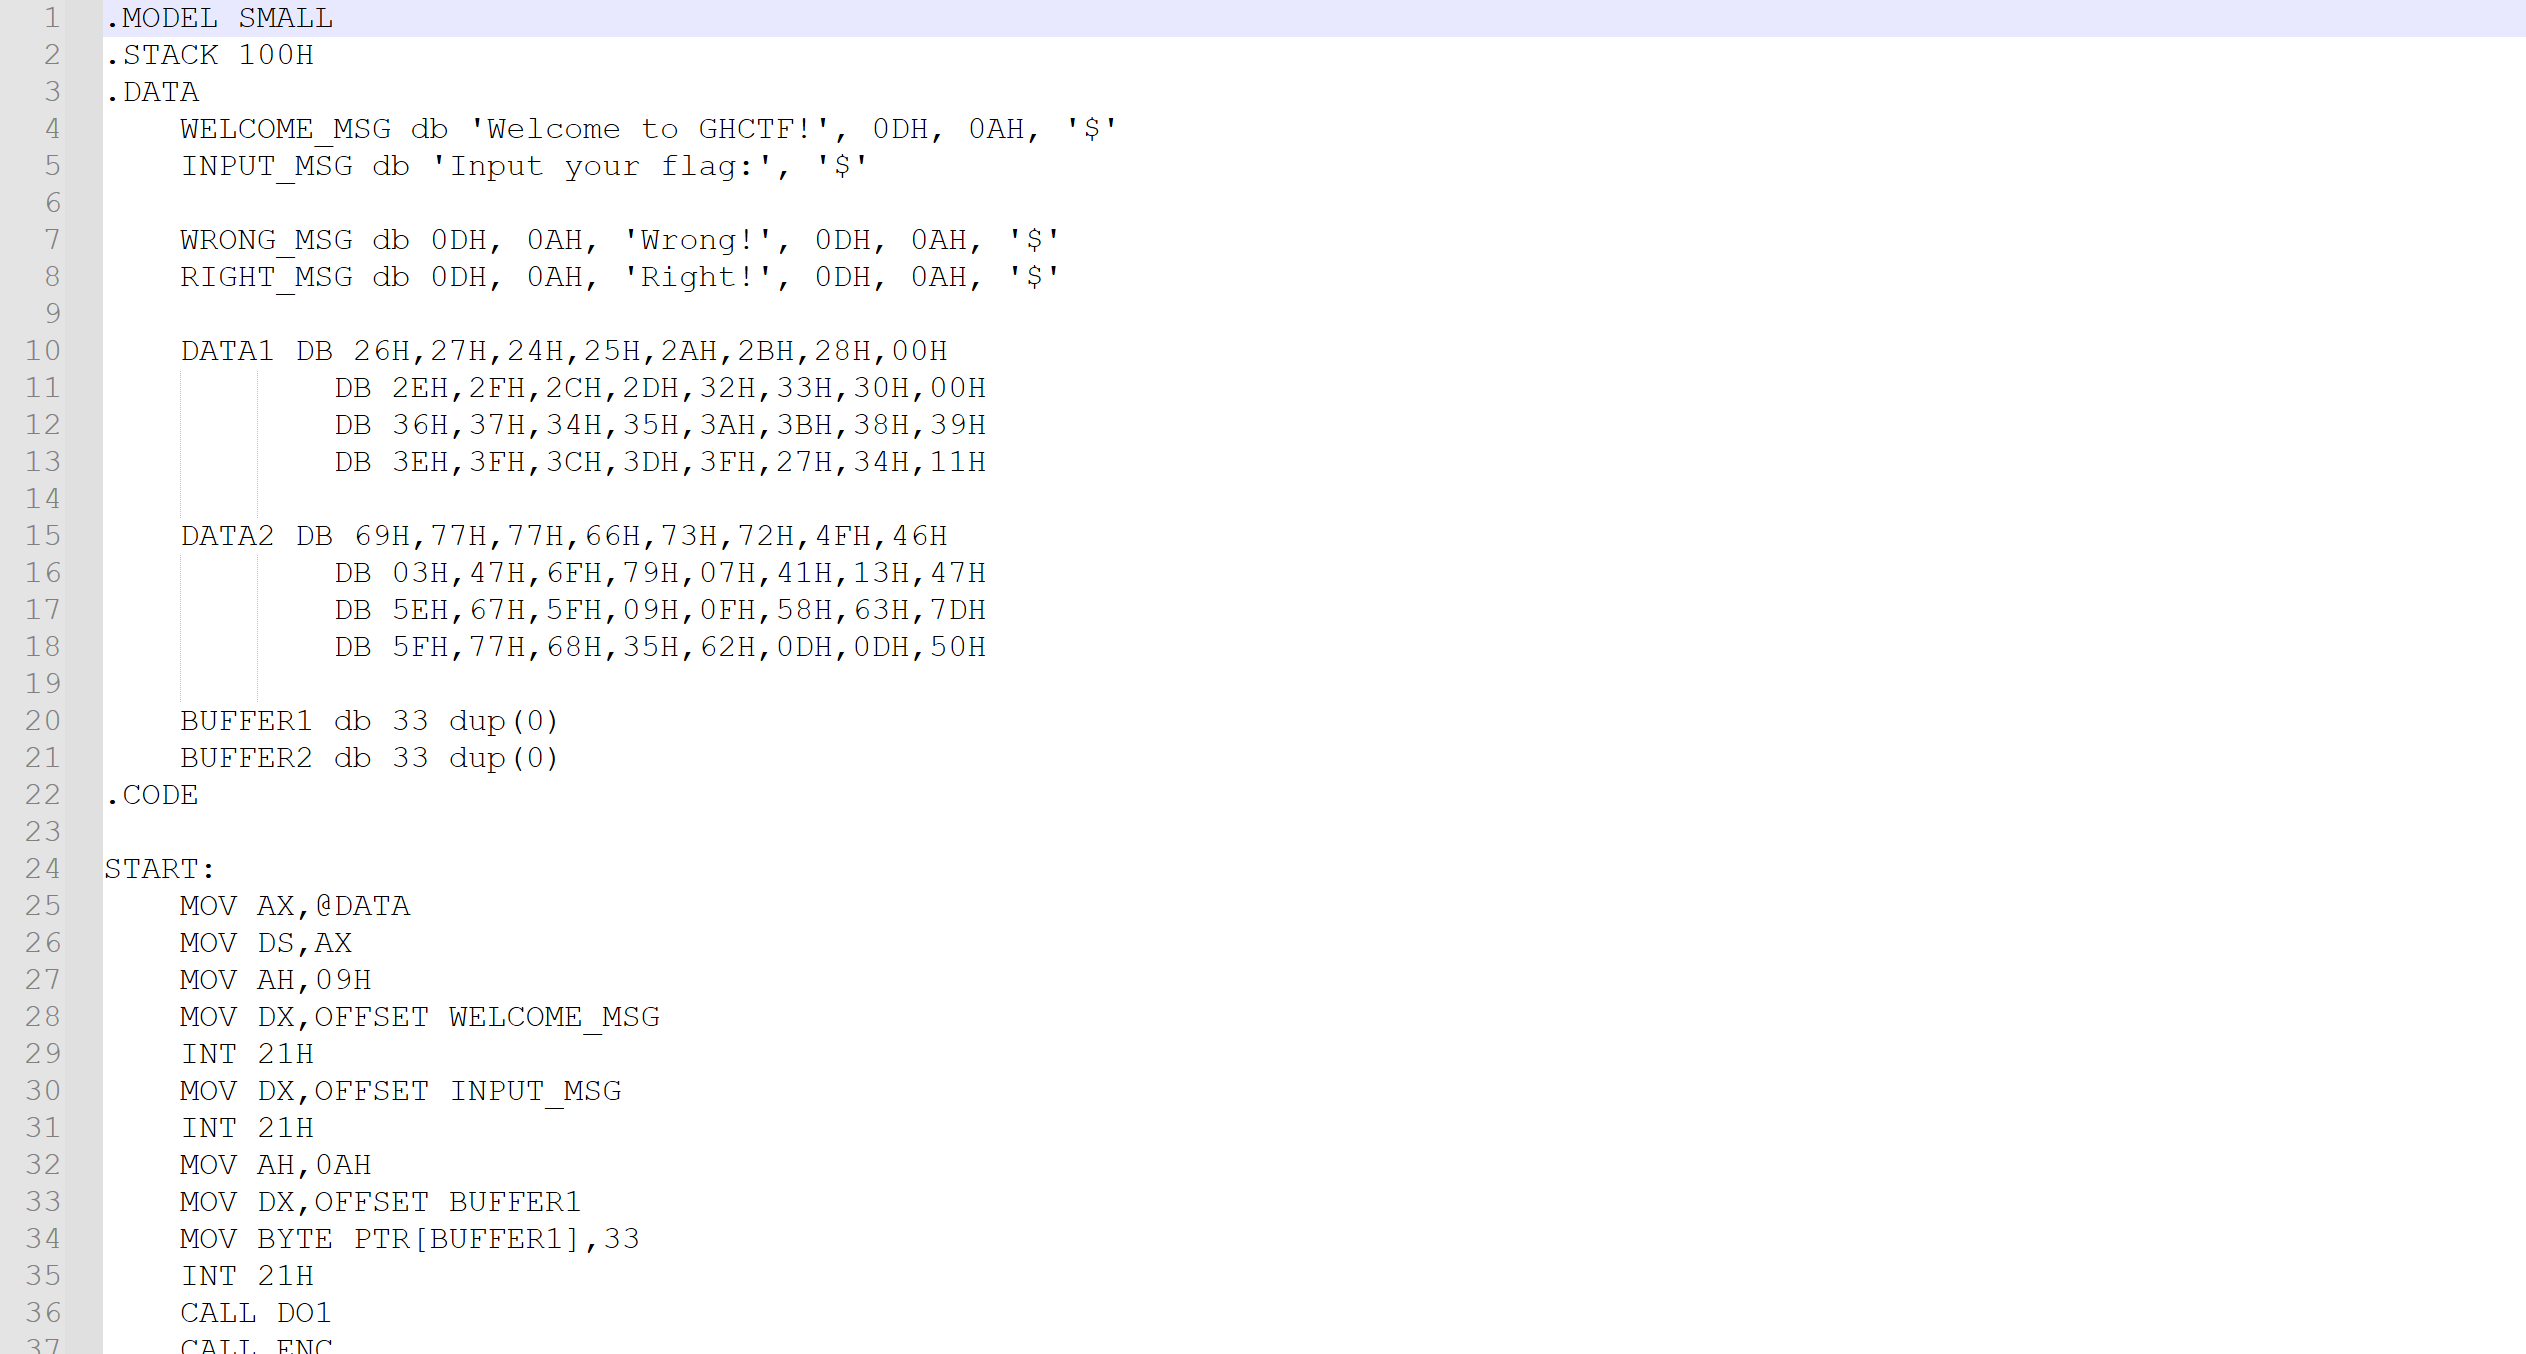 1 .MODEL SMALL
2 .STACK 100H
3 .DATA
4 WELCOME_MSG db 'Welcome to GHCTF!', 0DH, 0AH, '$'
5 INPUT_MSG db 'Input your flag:', '$'
6
7 WRONG_MSG db 0DH, 0AH, 'Wrong!', 0DH, 0AH, '$'
8 RIGHT_MSG db 0DH, 0AH, 'Right!', 0DH, 0AH, '$'
9
10 DATA1 DB 26H,27H,24H,25H,2AH,2BH,28H,00H
11 DB 2EH,2FH,2CH,2DH,32H,33H,30H,00H
12 DB 36H,37H,34H,35H,3AH,3BH,38H,39H
13 DB 3EH,3FH,3CH,3DH,3FH,27H,34H,11H
14
15 DATA2 DB 69H,77H,77H,66H,73H,72H,4FH,46H
16 DB 03H,47H,6FH,79H,07H,41H,13H,47H
17 DB 5EH,67H,5FH,09H,0FH,58H,63H,7DH
18 DB 5FH,77H,68H,35H,62H,0DH,0DH,50H
19
20 BUFFER1 db 33 dup(0)
21 BUFFER2 db 33 dup(0)
22 .CODE
23
24 START:
25 MOV AX,@DATA
26 MOV DS,AX
27 MOV AH,09H
28 MOV DX,OFFSET WELCOME_MSG
29 INT 21H
30 MOV DX,OFFSET INPUT_MSG
31 INT 21H
32 MOV AH,0AH
33 MOV DX,OFFSET BUFFER1
34 MOV BYTE PTR[BUFFER1],33
35 INT 21H
36 CALL DO1
37 CALL ENC